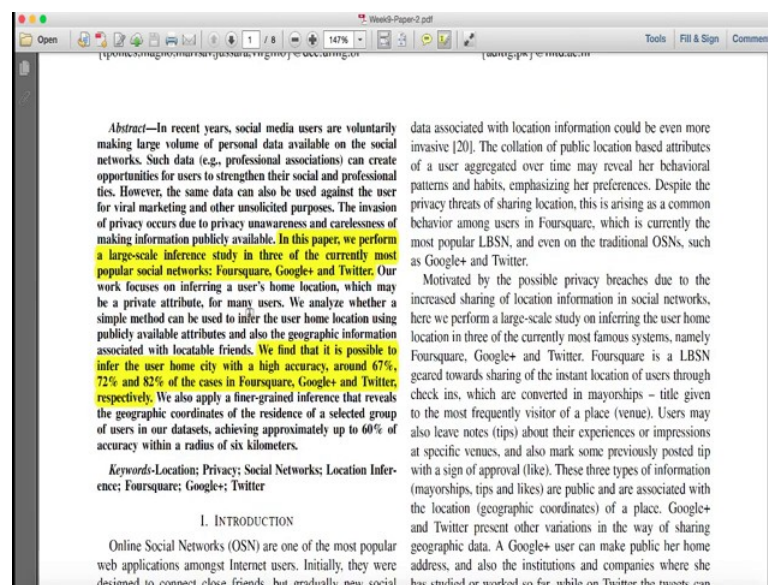 Week9-Paper-2.pdf
Open
1 / 8
147%
Tools
Fill & Sign
Commen
Abstract—In recent years, social media users are voluntarily
making large volume of personal data available on the social
networks. Such data (e.g., professional associations) can create
opportunities for users to strengthen their social and professional
ties. However, the same data can also be used against the user
for viral marketing and other unsolicited purposes. The invasion
of privacy occurs due to privacy unawareness and carelessness of
making information publicly available. In this paper, we perform
a large-scale inference study in three of the currently most
popular social networks: Foursquare, Google+ and Twitter. Our
work focuses on inferring a user's home location, which may
be a private attribute, for many users. We analyze whether a
simple method can be used to infer the user home location using
publicly available attributes and also the geographic information
associated with locatable friends. We find that it is possible to
infer the user home city with a high accuracy, around 67%,
72% and 82% of the cases in Foursquare, Google+ and Twitter,
respectively. We also apply a finer-grained inference that reveals
the geographic coordinates of the residence of a selected group
of users in our datasets, achieving approximately up to 60% of
accuracy within a radius of six kilometers.
Keywords-Location; Privacy; Social Networks; Location Infer-
ence; Foursquare; Google+; Twitter
I. INTRODUCTION
Online Social Networks (OSN) are one of the most popular
web applications amongst Internet users. Initially, they were
designed to connect close friends, but gradually new social
data associated with location information could be even more
invasive [20]. The collation of public location based attributes
of a user aggregated over time may reveal her behavioral
patterns and habits, emphasizing her preferences. Despite the
privacy threats of sharing location, this is arising as a common
behavior among users in Foursquare, which is currently the
most popular LBSN, and even on the traditional OSNs, such
as Google+ and Twitter.
Motivated by the possible privacy breaches due to the
increased sharing of location information in social networks,
here we perform a large-scale study on inferring the user home
location in three of the currently most famous systems, namely
Foursquare, Google+ and Twitter. Foursquare is a LBSN
geared towards sharing of the instant location of users through
check ins, which are converted in mayorships – title given
to the most frequently visitor of a place (venue). Users may
also leave notes (tips) about their experiences or impressions
at specific venues, and also mark some previously posted tip
with a sign of approval (like). These three types of information
(mayorships, tips and likes) are public and are associated with
the location (geographic coordinates) of a place. Google+
and Twitter present other variations in the way of sharing
geographic data. A Google+ user can make public her home
address, and also the institutions and companies where she
has studied or worked so far, while on Twitter the tweets can